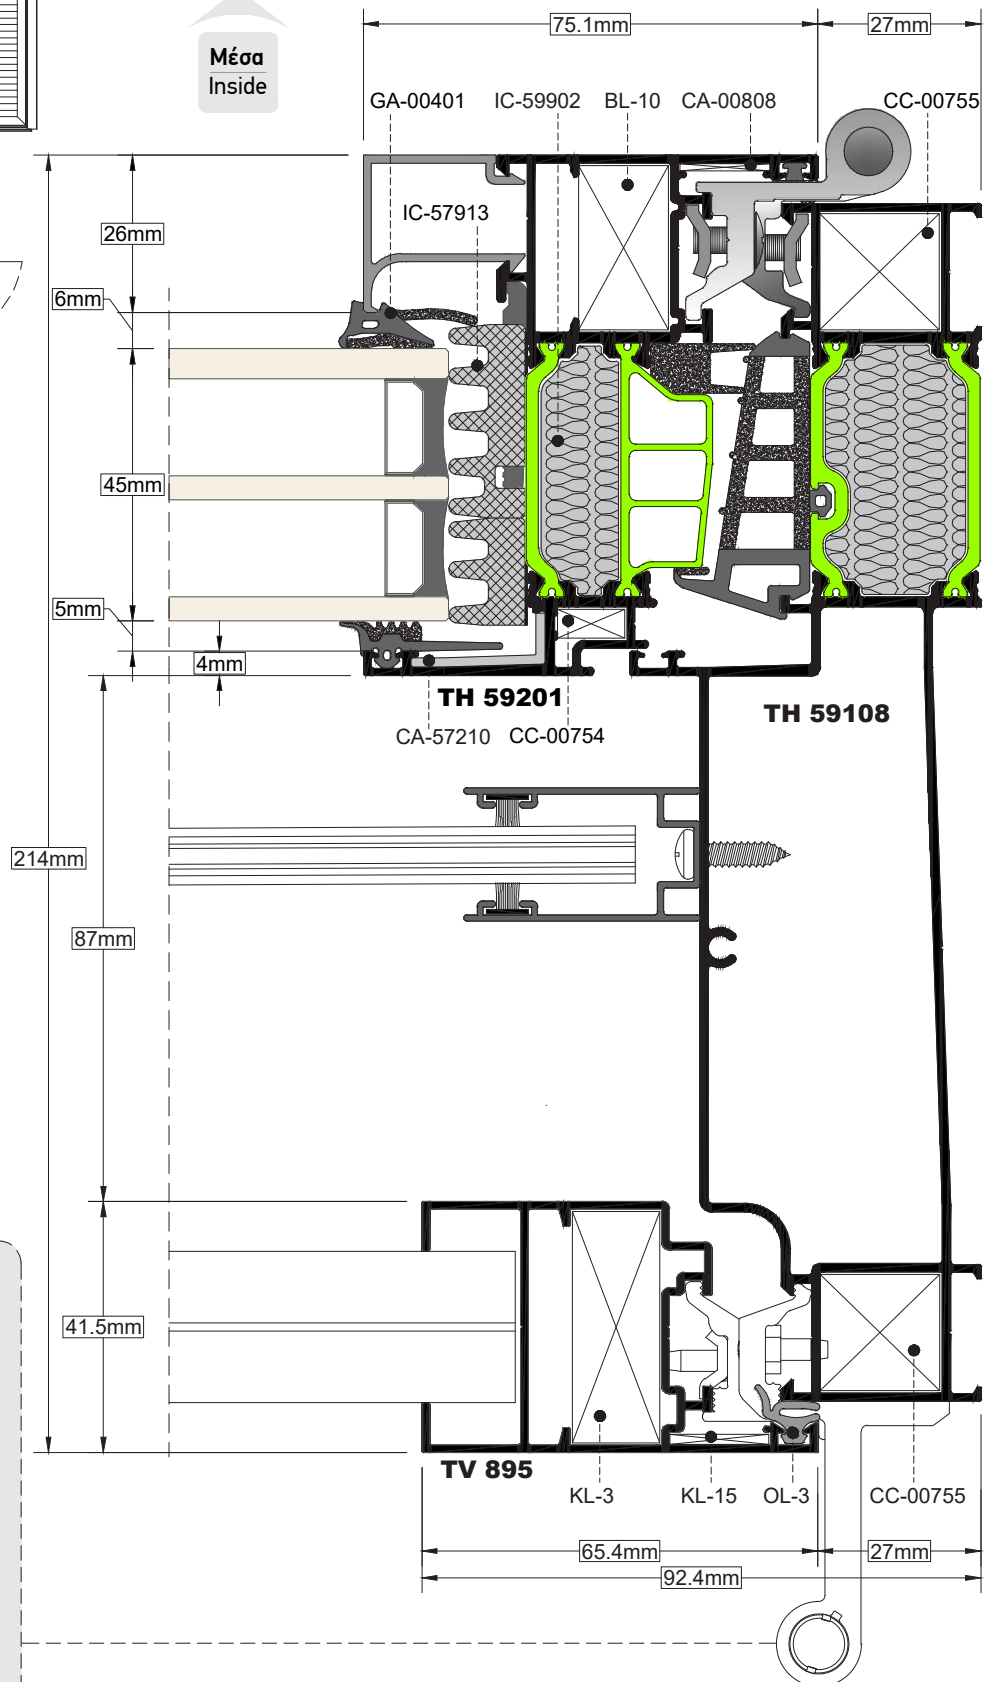 75.1mm
27mm
Μέσα
Inside
GA-00401
IC-59902
BL-10
CA-00808
CC-00755
IC-57913
26mm
6mm
45mm
5mm
4mm
TH 59201
TH 59108
CA-57210
CC-00754
214mm
87mm
41.5mm
TV 895
KL-3
KL-15
OL-3
CC-00755
65.4mm
27mm
92.4mm